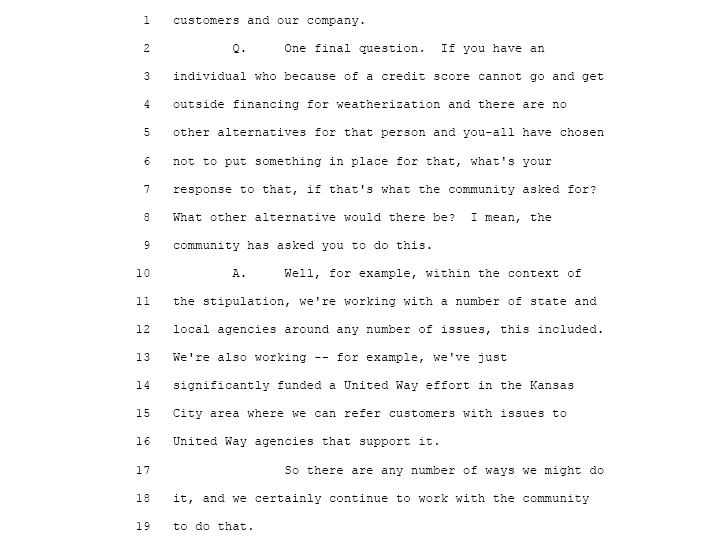 1 customers and our company.
2 Q. One final question. If you have an
3 individual who because of a credit score cannot go and get
4 outside financing for weatherization and there are no
5 other alternatives for that person and you-all have chosen
6 not to put something in place for that, what's your
7 response to that, if that's what the community asked for?
8 What other alternative would there be? I mean, the
9 community has asked you to do this.
10 A. Well, for example, within the context of
11 the stipulation, we're working with a number of state and
12 local agencies around any number of issues, this included.
13 We're also working -- for example, we've just
14 significantly funded a United Way effort in the Kansas
15 City area where we can refer customers with issues to
16 United Way agencies that support it.
17 So there are any number of ways we might do
18 it, and we certainly continue to work with the community
19 to do that.